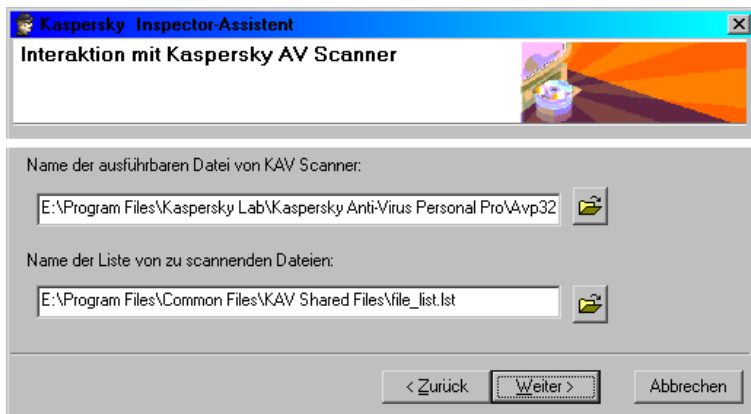 Kaspersky Inspector-Assistent
Interaktion mit Kaspersky AV Scanner
Name der ausführbaren Datei von KAV Scanner:
E:\Program Files\Kaspersky Lab\Kaspersky Anti-Virus Personal Pro\Avp32
Name der Liste von zu scannenden Dateien:
E:\Program Files\Common Files\KAV Shared Files\file_list.lst
< Zurück
Weiter >
Abbrechen